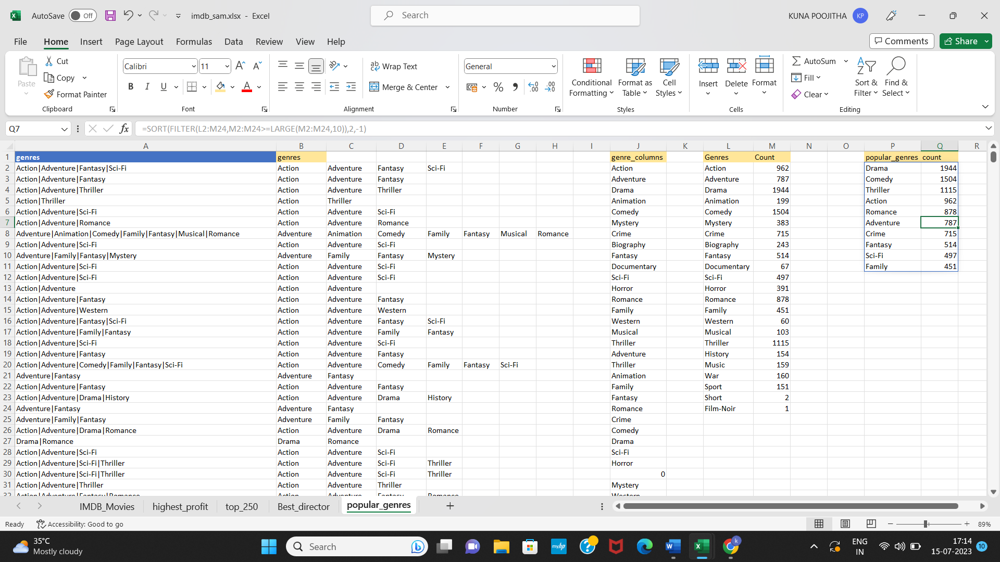 AutoSave Off imdb_sam.xlsx - Excel Search KUNA POOJITHA KP
File Home Insert Page Layout Formulas Data Review View Help Comments Share
Paste Cut Copy Format Painter Clipboard
Calibri 11 B I U A Font
Wrap Text Merge & Center Alignment
General % Number
Conditional Formatting Format as Table Cell Styles Styles
Insert Delete Format Cells
AutoSum Fill Clear Sort & Filter Find & Select Editing
Q7 fx =SORT(FILTER(L2:M24,M2:M24>=LARGE(M2:M24,10)),2,-1)
A B C D E F G H I J K L M N O P Q R
1 genres genres genre_columns Genres Count popular_genres count
2 Action|Adventure|Fantasy|Sci-Fi Action Adventure Fantasy Sci-Fi Action Action 962 Drama 1944
3 Action|Adventure|Fantasy Action Adventure Fantasy Adventure Adventure 787 Comedy 1504
4 Action|Adventure|Thriller Action Adventure Thriller Drama Drama 1944 Thriller 1115
5 Action|Thriller Action Thriller Animation Animation 199 Action 962
6 Action|Adventure|Sci-Fi Action Adventure Sci-Fi Comedy Comedy 1504 Romance 878
7 Action|Adventure|Romance Action Adventure Romance Mystery Mystery 383 Adventure 787
8 Adventure|Animation|Comedy|Family|Fantasy|Musical|Romance Adventure Animation Comedy Family Fantasy Musical Romance Crime Crime 715 Crime 715
9 Action|Adventure|Sci-Fi Action Adventure Sci-Fi Biography Biography 243 Fantasy 514
10 Adventure|Family|Fantasy|Mystery Adventure Family Fantasy Mystery Fantasy Fantasy 514 Sci-Fi 497
11 Action|Adventure|Sci-Fi Action Adventure Sci-Fi Documentary Documentary 67 Family 451
12 Action|Adventure|Sci-Fi Action Adventure Sci-Fi Sci-Fi Sci-Fi 497
13 Action|Adventure Action Adventure Horror Horror 391
14 Action|Adventure|Fantasy Action Adventure Fantasy Romance Romance 878
15 Action|Adventure|Western Action Adventure Western Family Family 451
16 Action|Adventure|Fantasy|Sci-Fi Action Adventure Fantasy Sci-Fi Western Western 60
17 Action|Adventure|Family|Fantasy Action Adventure Family Fantasy Musical Musical 103
18 Action|Adventure|Sci-Fi Action Adventure Sci-Fi Thriller Thriller 1115
19 Action|Adventure|Fantasy Action Adventure Fantasy Adventure History 154
20 Action|Adventure|Comedy|Family|Fantasy|Sci-Fi Action Adventure Comedy Family Fantasy Sci-Fi Thriller Music 159
21 Adventure|Fantasy Adventure Fantasy Animation War 160
22 Action|Adventure|Fantasy Action Adventure Fantasy Family Sport 151
23 Action|Adventure|Drama|History Action Adventure Drama History Fantasy Short 2
24 Adventure|Fantasy Adventure Fantasy Romance Film-Noir 1
25 Adventure|Family|Fantasy Adventure Family Fantasy Crime
26 Action|Adventure|Drama|Romance Action Adventure Drama Romance Comedy
27 Drama|Romance Drama Romance Drama
28 Action|Adventure|Sci-Fi Action Adventure Sci-Fi Sci-Fi
29 Action|Adventure|Sci-Fi|Thriller Action Adventure Sci-Fi Thriller Horror
30 Action|Adventure|Sci-Fi|Thriller Action Adventure Sci-Fi Thriller 0
31 Action|Adventure|Thriller Action Adventure Thriller Mystery
32 Action|Adventure|Fantasy|Romance Action Adventure Fantasy Romance Western
IMDB_Movies highest_profit top_250 Best_director popular_genres
Ready Accessibility: Good to go 89%
35°C
Mostly cloudy
Search
myhp
ENG
IN
17:14
15-07-2023
10